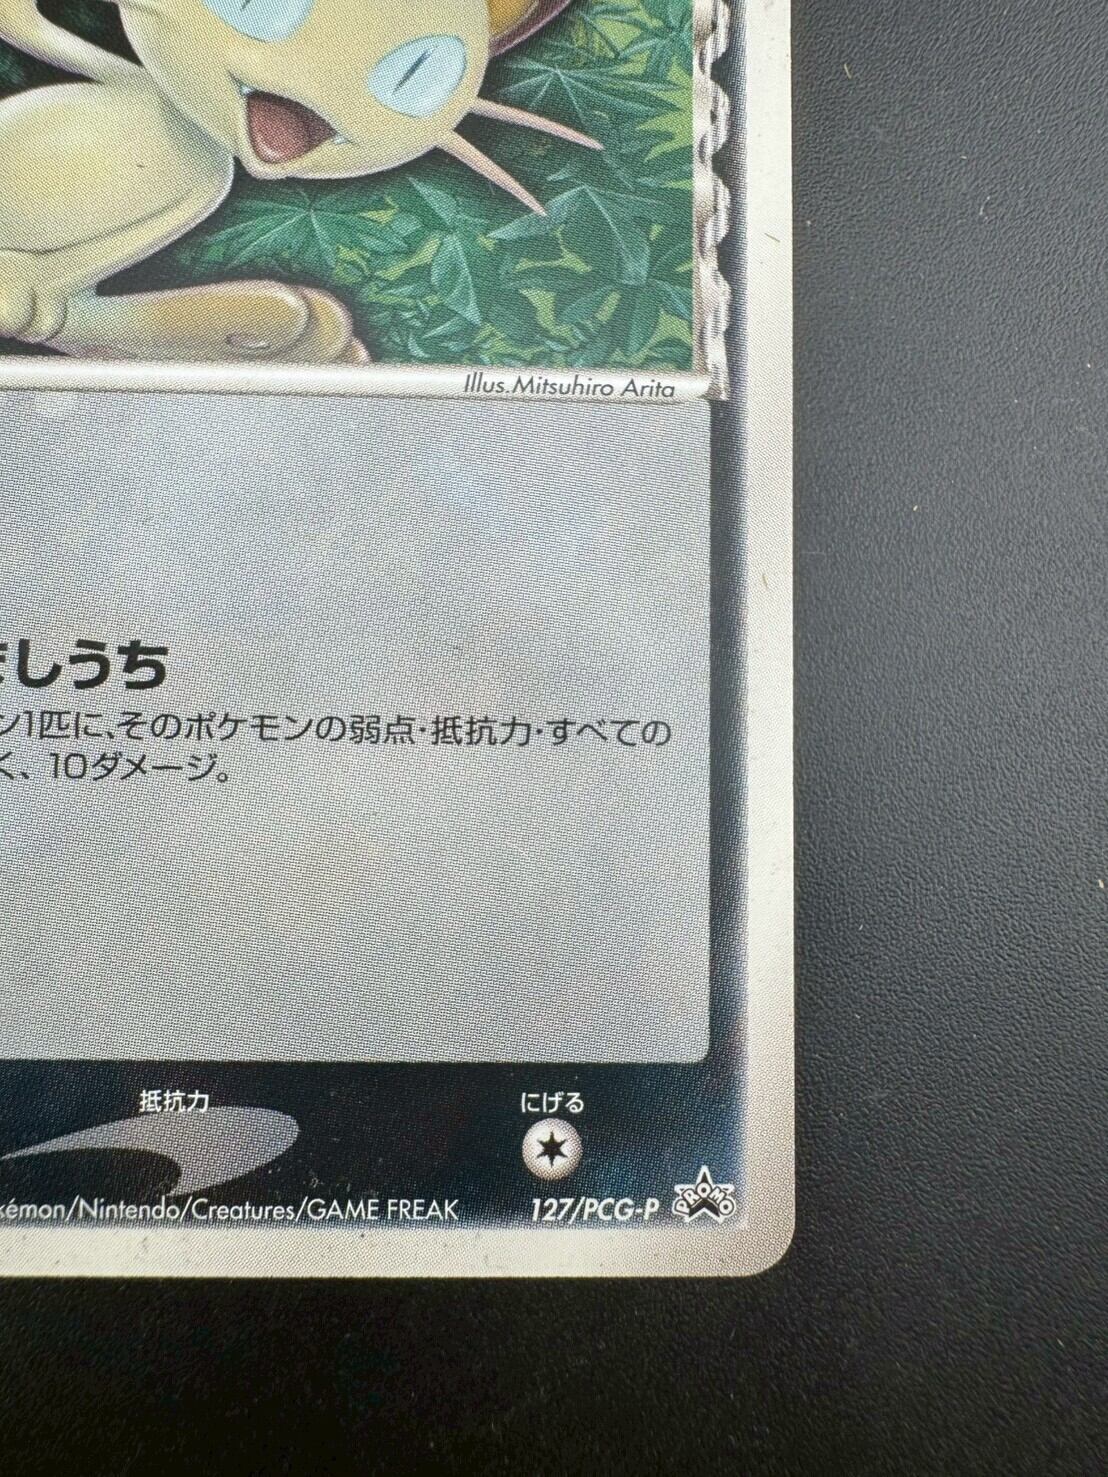 Illus. Mitsuhiro Arita
しうち
ン1匹に、そのポケモンの弱点・抵抗力・すべての
く、10ダメージ。
抵抗力
にげる
kémon/Nintendo/Creatures/GAME FREAK
127/PCG-P
PROMO